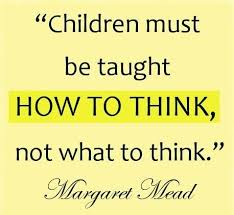 “Children must
be taught
HOW TO THINK,
not what to think.”
Margaret Mead